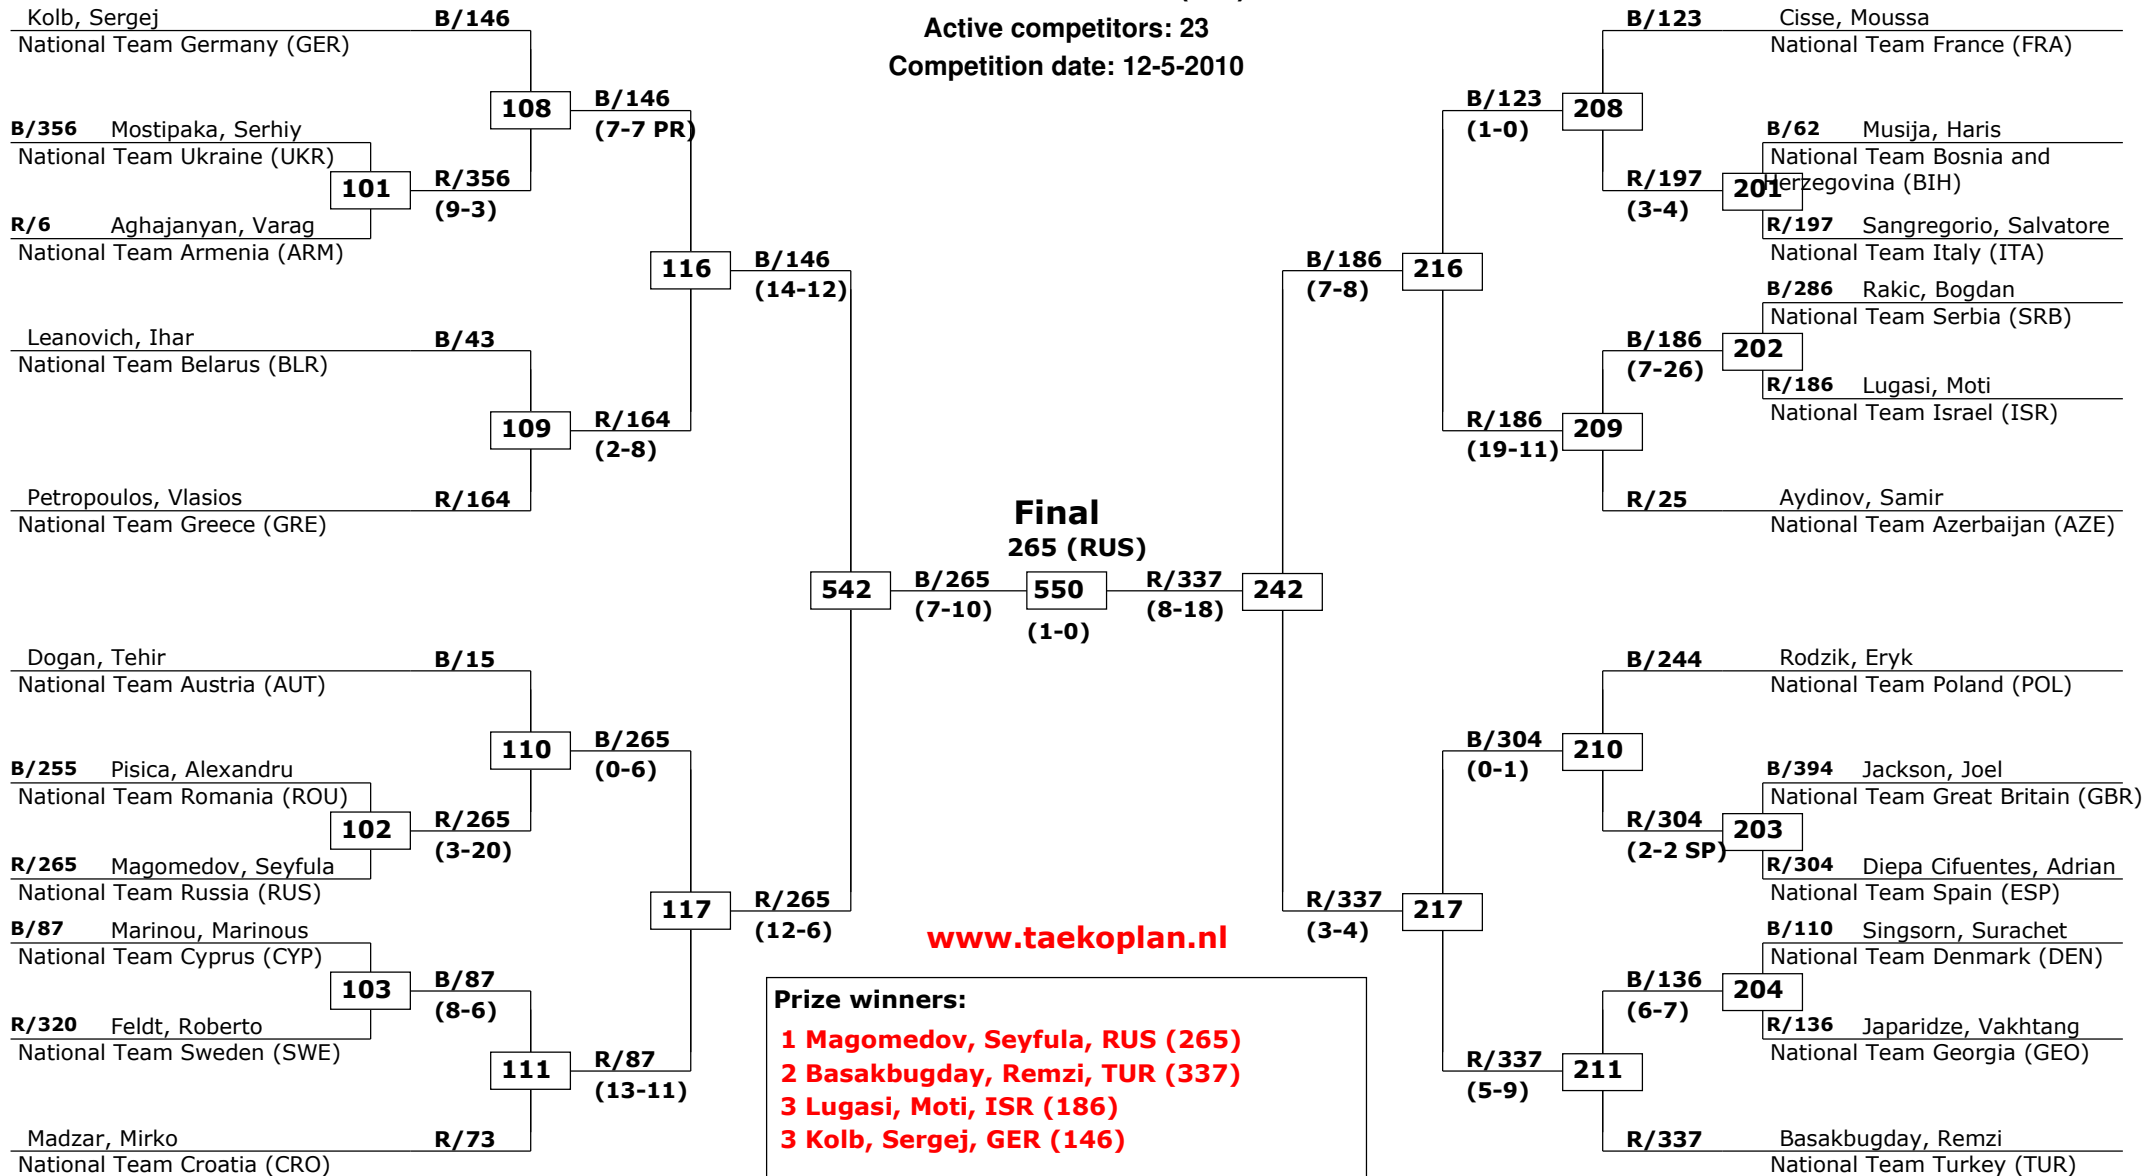 Active competitors: 23
Competition date: 12-5-2010
Kolb, Sergej B/146
National Team Germany (GER)
B/356 Mostipaka, Serhiy
National Team Ukraine (UKR)
R/6 Aghajanyan, Varag
National Team Armenia (ARM)
101
R/356
(9-3)
108
B/146
(7-7 PR)
Leanovich, Ihar B/43
National Team Belarus (BLR)
Petropoulos, Vlasios R/164
National Team Greece (GRE)
109
R/164
(2-8)
116
B/146
(14-12)
Dogan, Tehir B/15
National Team Austria (AUT)
B/255 Pisica, Alexandru
National Team Romania (ROU)
R/265 Magomedov, Seyfula
National Team Russia (RUS)
102
R/265
(3-20)
110
B/265
(0-6)
B/87 Marinou, Marinous
National Team Cyprus (CYP)
R/320 Feldt, Roberto
National Team Sweden (SWE)
103
B/87
(8-6)
Madzar, Mirko R/73
National Team Croatia (CRO)
111
R/87
(13-11)
117
R/265
(12-6)
542
B/265
(7-10)
Final
265 (RUS)
550
(1-0)
R/337
(8-18)
242
B/123 Cisse, Moussa
National Team France (FRA)
B/62 Musija, Haris
National Team Bosnia and
Herzegovina (BIH)
R/197 Sangregorio, Salvatore
National Team Italy (ITA)
201
R/197
(3-4)
208
B/123
(1-0)
B/286 Rakic, Bogdan
National Team Serbia (SRB)
R/186 Lugasi, Moti
National Team Israel (ISR)
202
B/186
(7-26)
R/25 Aydinov, Samir
National Team Azerbaijan (AZE)
209
R/186
(19-11)
216
B/186
(7-8)
B/244 Rodzik, Eryk
National Team Poland (POL)
B/394 Jackson, Joel
National Team Great Britain (GBR)
R/304 Diepa Cifuentes, Adrian
National Team Spain (ESP)
203
R/304
(2-2 SP)
210
B/304
(0-1)
B/110 Singsorn, Surachet
National Team Denmark (DEN)
R/136 Japaridze, Vakhtang
National Team Georgia (GEO)
204
B/136
(6-7)
R/337 Basakbugday, Remzi
National Team Turkey (TUR)
211
R/337
(5-9)
217
R/337
(3-4)
www.taekoplan.nl
Prize winners:
1 Magomedov, Seyfula, RUS (265)
2 Basakbugday, Remzi, TUR (337)
3 Lugasi, Moti, ISR (186)
3 Kolb, Sergej, GER (146)